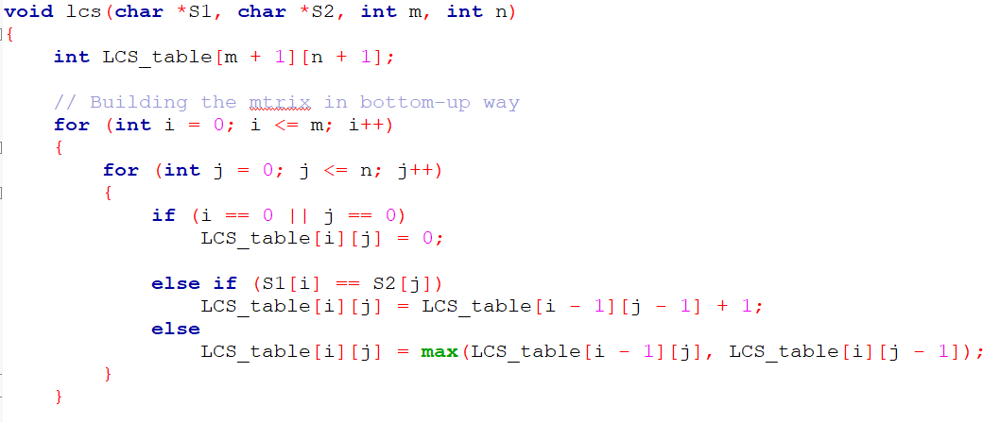 void lcs(char *S1, char *S2, int m, int n)
{
    int LCS_table[m + 1][n + 1];

    // Building the mtrix in bottom-up way
    for (int i = 0; i <= m; i++)
    {
        for (int j = 0; j <= n; j++)
        {
            if (i == 0 || j == 0)
                LCS_table[i][j] = 0;

            else if (S1[i] == S2[j])
                LCS_table[i][j] = LCS_table[i - 1][j - 1] + 1;
            else
                LCS_table[i][j] = max(LCS_table[i - 1][j], LCS_table[i][j - 1]);
        }
    }